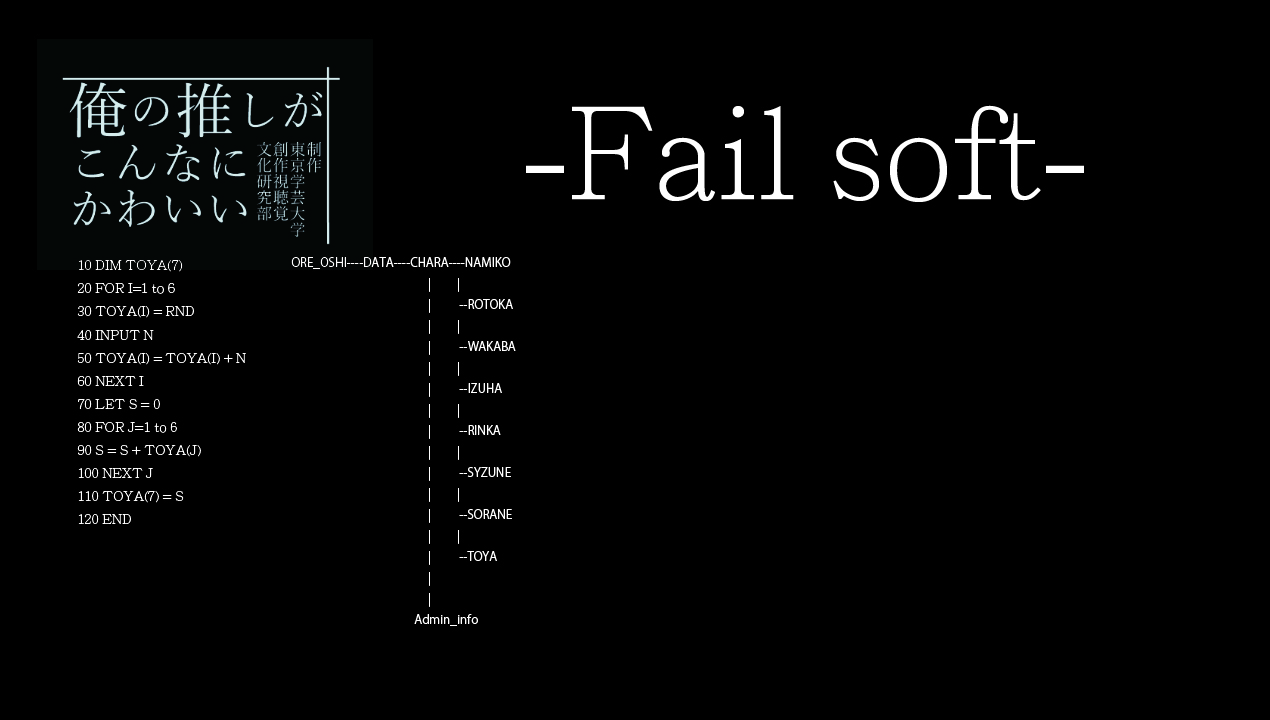 俺の推しが
こんなに
かわいい
制作
東京学芸大学
創作視聴覚
文化研究部
-Fail soft-
10 DIM TOYA(7)
20 FOR I=1 to 6
30 TOYA(I) = RND
40 INPUT N
50 TOYA(I) = TOYA(I) + N
60 NEXT I
70 LET S = 0
80 FOR J=1 to 6
90 S = S + TOYA(J)
100 NEXT J
110 TOYA(7) = S
120 END
ORE_OSHI----DATA----CHARA----NAMIKO
| |
| --ROTOKA
| |
| --WAKABA
| |
| --IZUHA
| |
| --RINKA
| |
| --SYZUNE
| |
| --SORANE
| |
| --TOYA
|
|
Admin_info